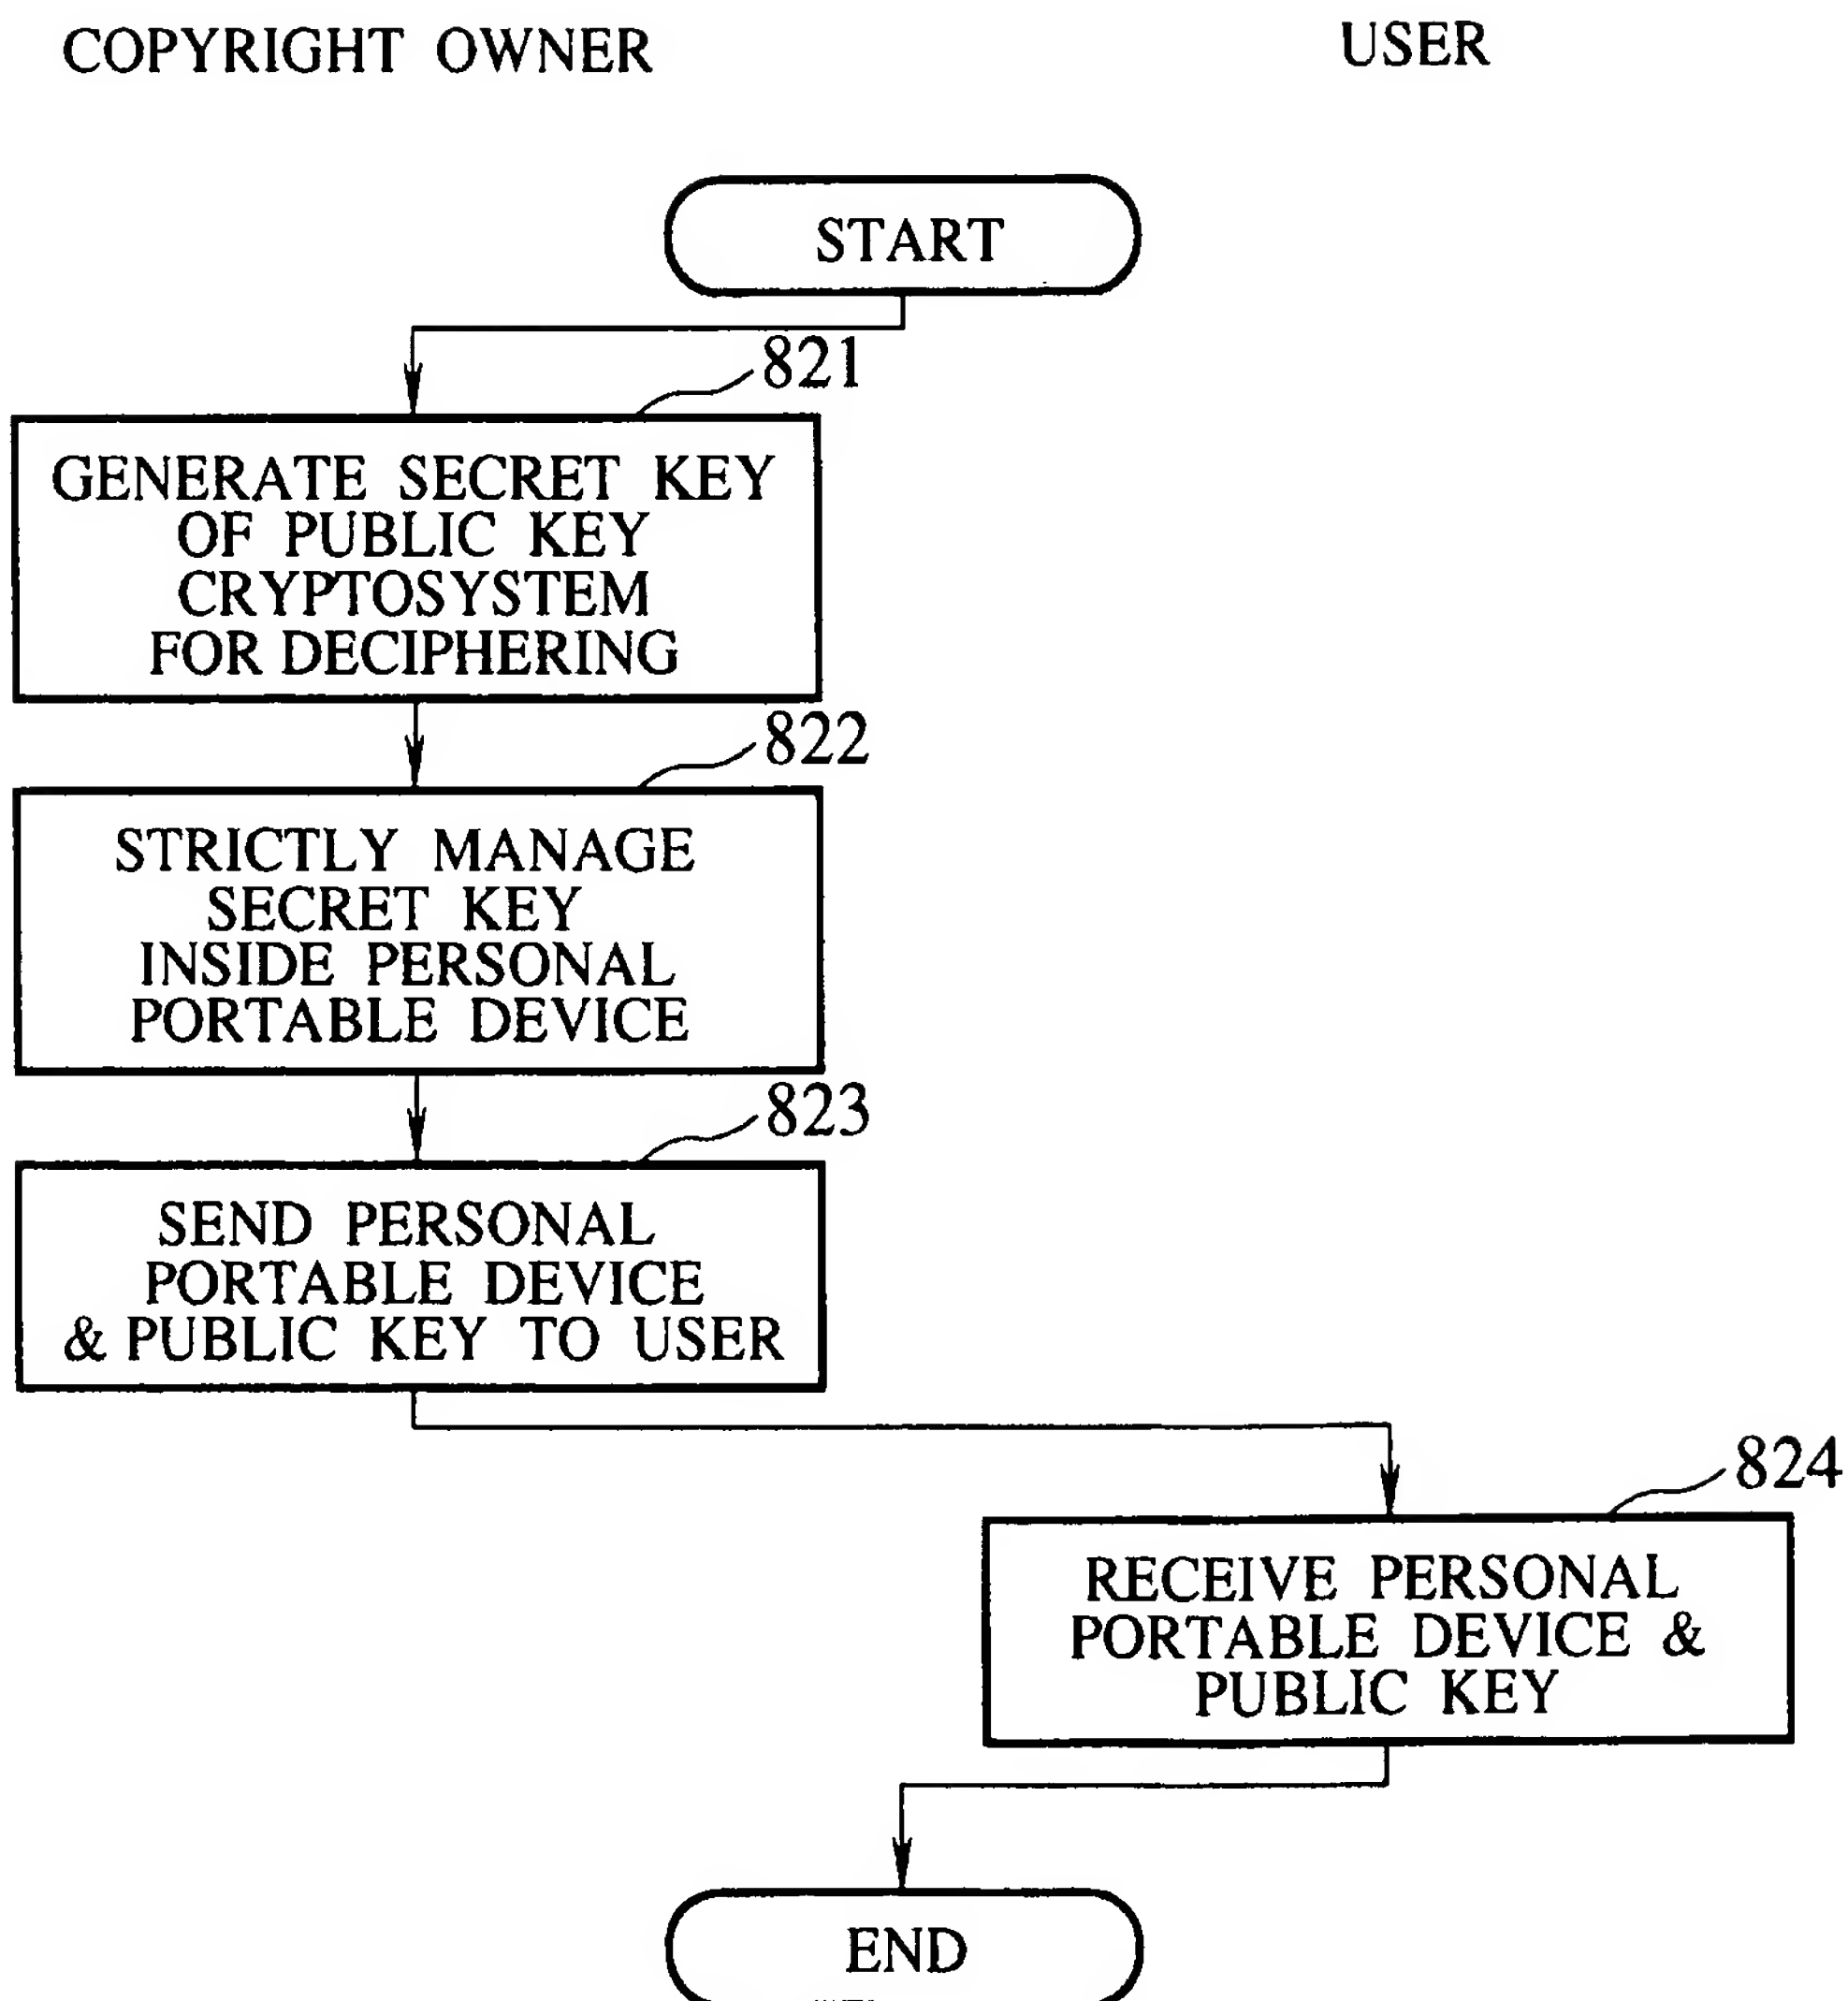 COPYRIGHT OWNER
USER
START
821
GENERATE SECRET KEY
OF PUBLIC KEY
CRYPTOSYSTEM
FOR DECIPHERING
822
STRICTLY MANAGE
SECRET KEY
INSIDE PERSONAL
PORTABLE DEVICE
823
SEND PERSONAL
PORTABLE DEVICE
& PUBLIC KEY TO USER
824
RECEIVE PERSONAL
PORTABLE DEVICE &
PUBLIC KEY
END